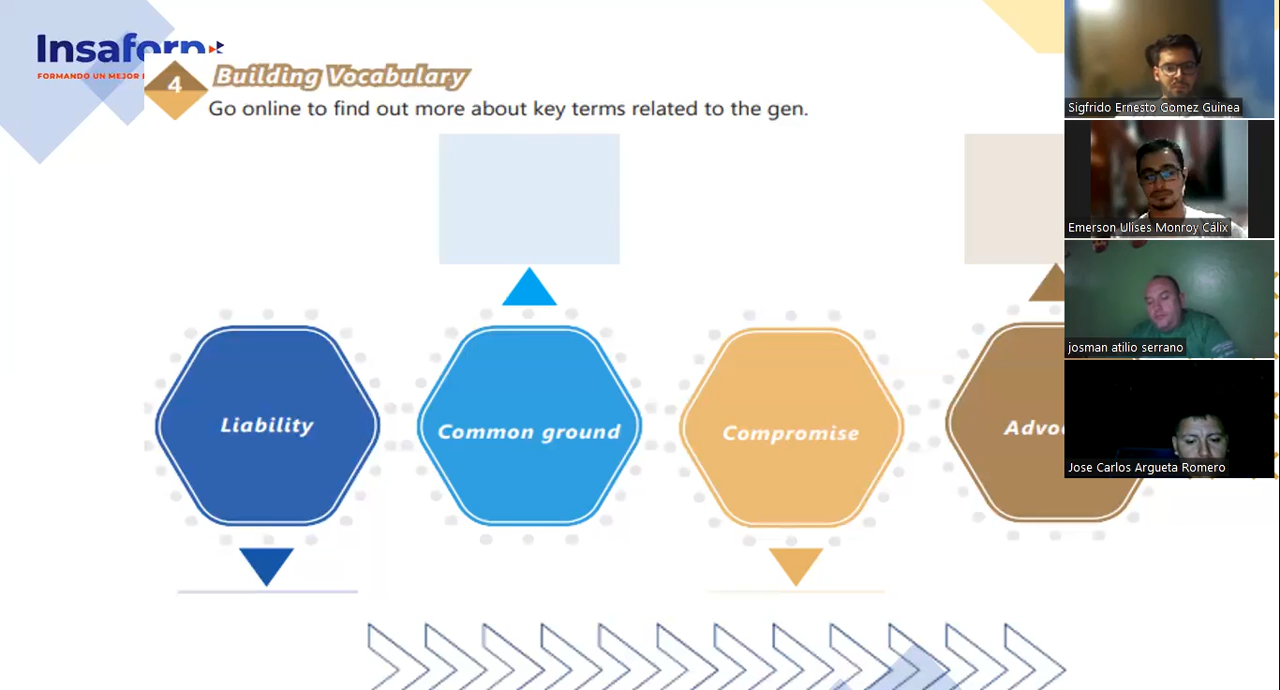 Insaforp
FORMANDO UN MEJOR
4
Building Vocabulary
Go online to find out more about key terms related to the gen.
Liability
Common ground
Compromise
Sigfrido Ernesto Gomez Guinea
Emerson Ulises Monroy Cálix
josman atilio serrano
Jose Carlos Argueta Romero